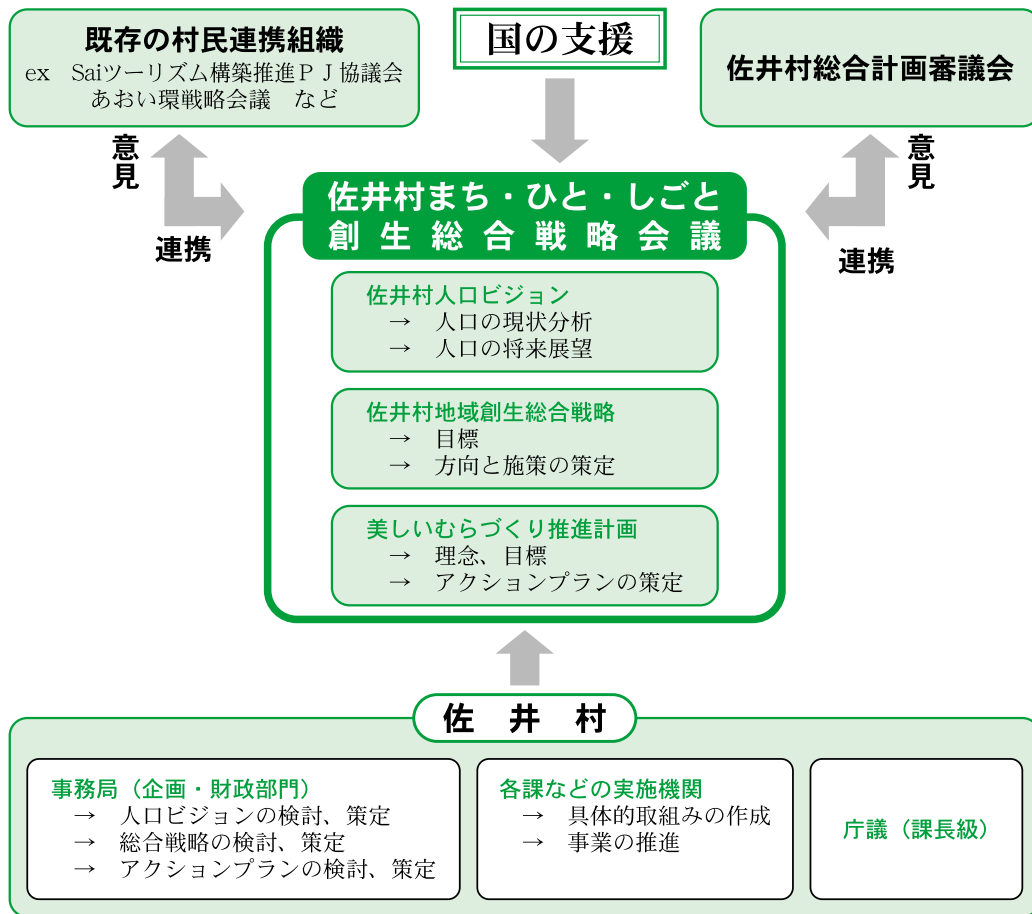 既存の村民連携組織
ex　Saiツーリズム構築推進ＰＪ協議会
あおい環戦略会議　など
国の支援
佐井村総合計画審議会
意見
連携
意見
連携
佐井村まち・ひと・しごと
創生総合戦略会議
佐井村人口ビジョン
→　人口の現状分析
→　人口の将来展望
佐井村地域創生総合戦略
→　目標
→　方向と施策の策定
美しいむらづくり推進計画
→　理念、目標
→　アクションプランの策定
佐　井　村
事務局（企画・財政部門）
→　人口ビジョンの検討、策定
→　総合戦略の検討、策定
→　アクションプランの検討、策定
各課などの実施機関
→　具体的取組みの作成
→　事業の推進
庁議（課長級）